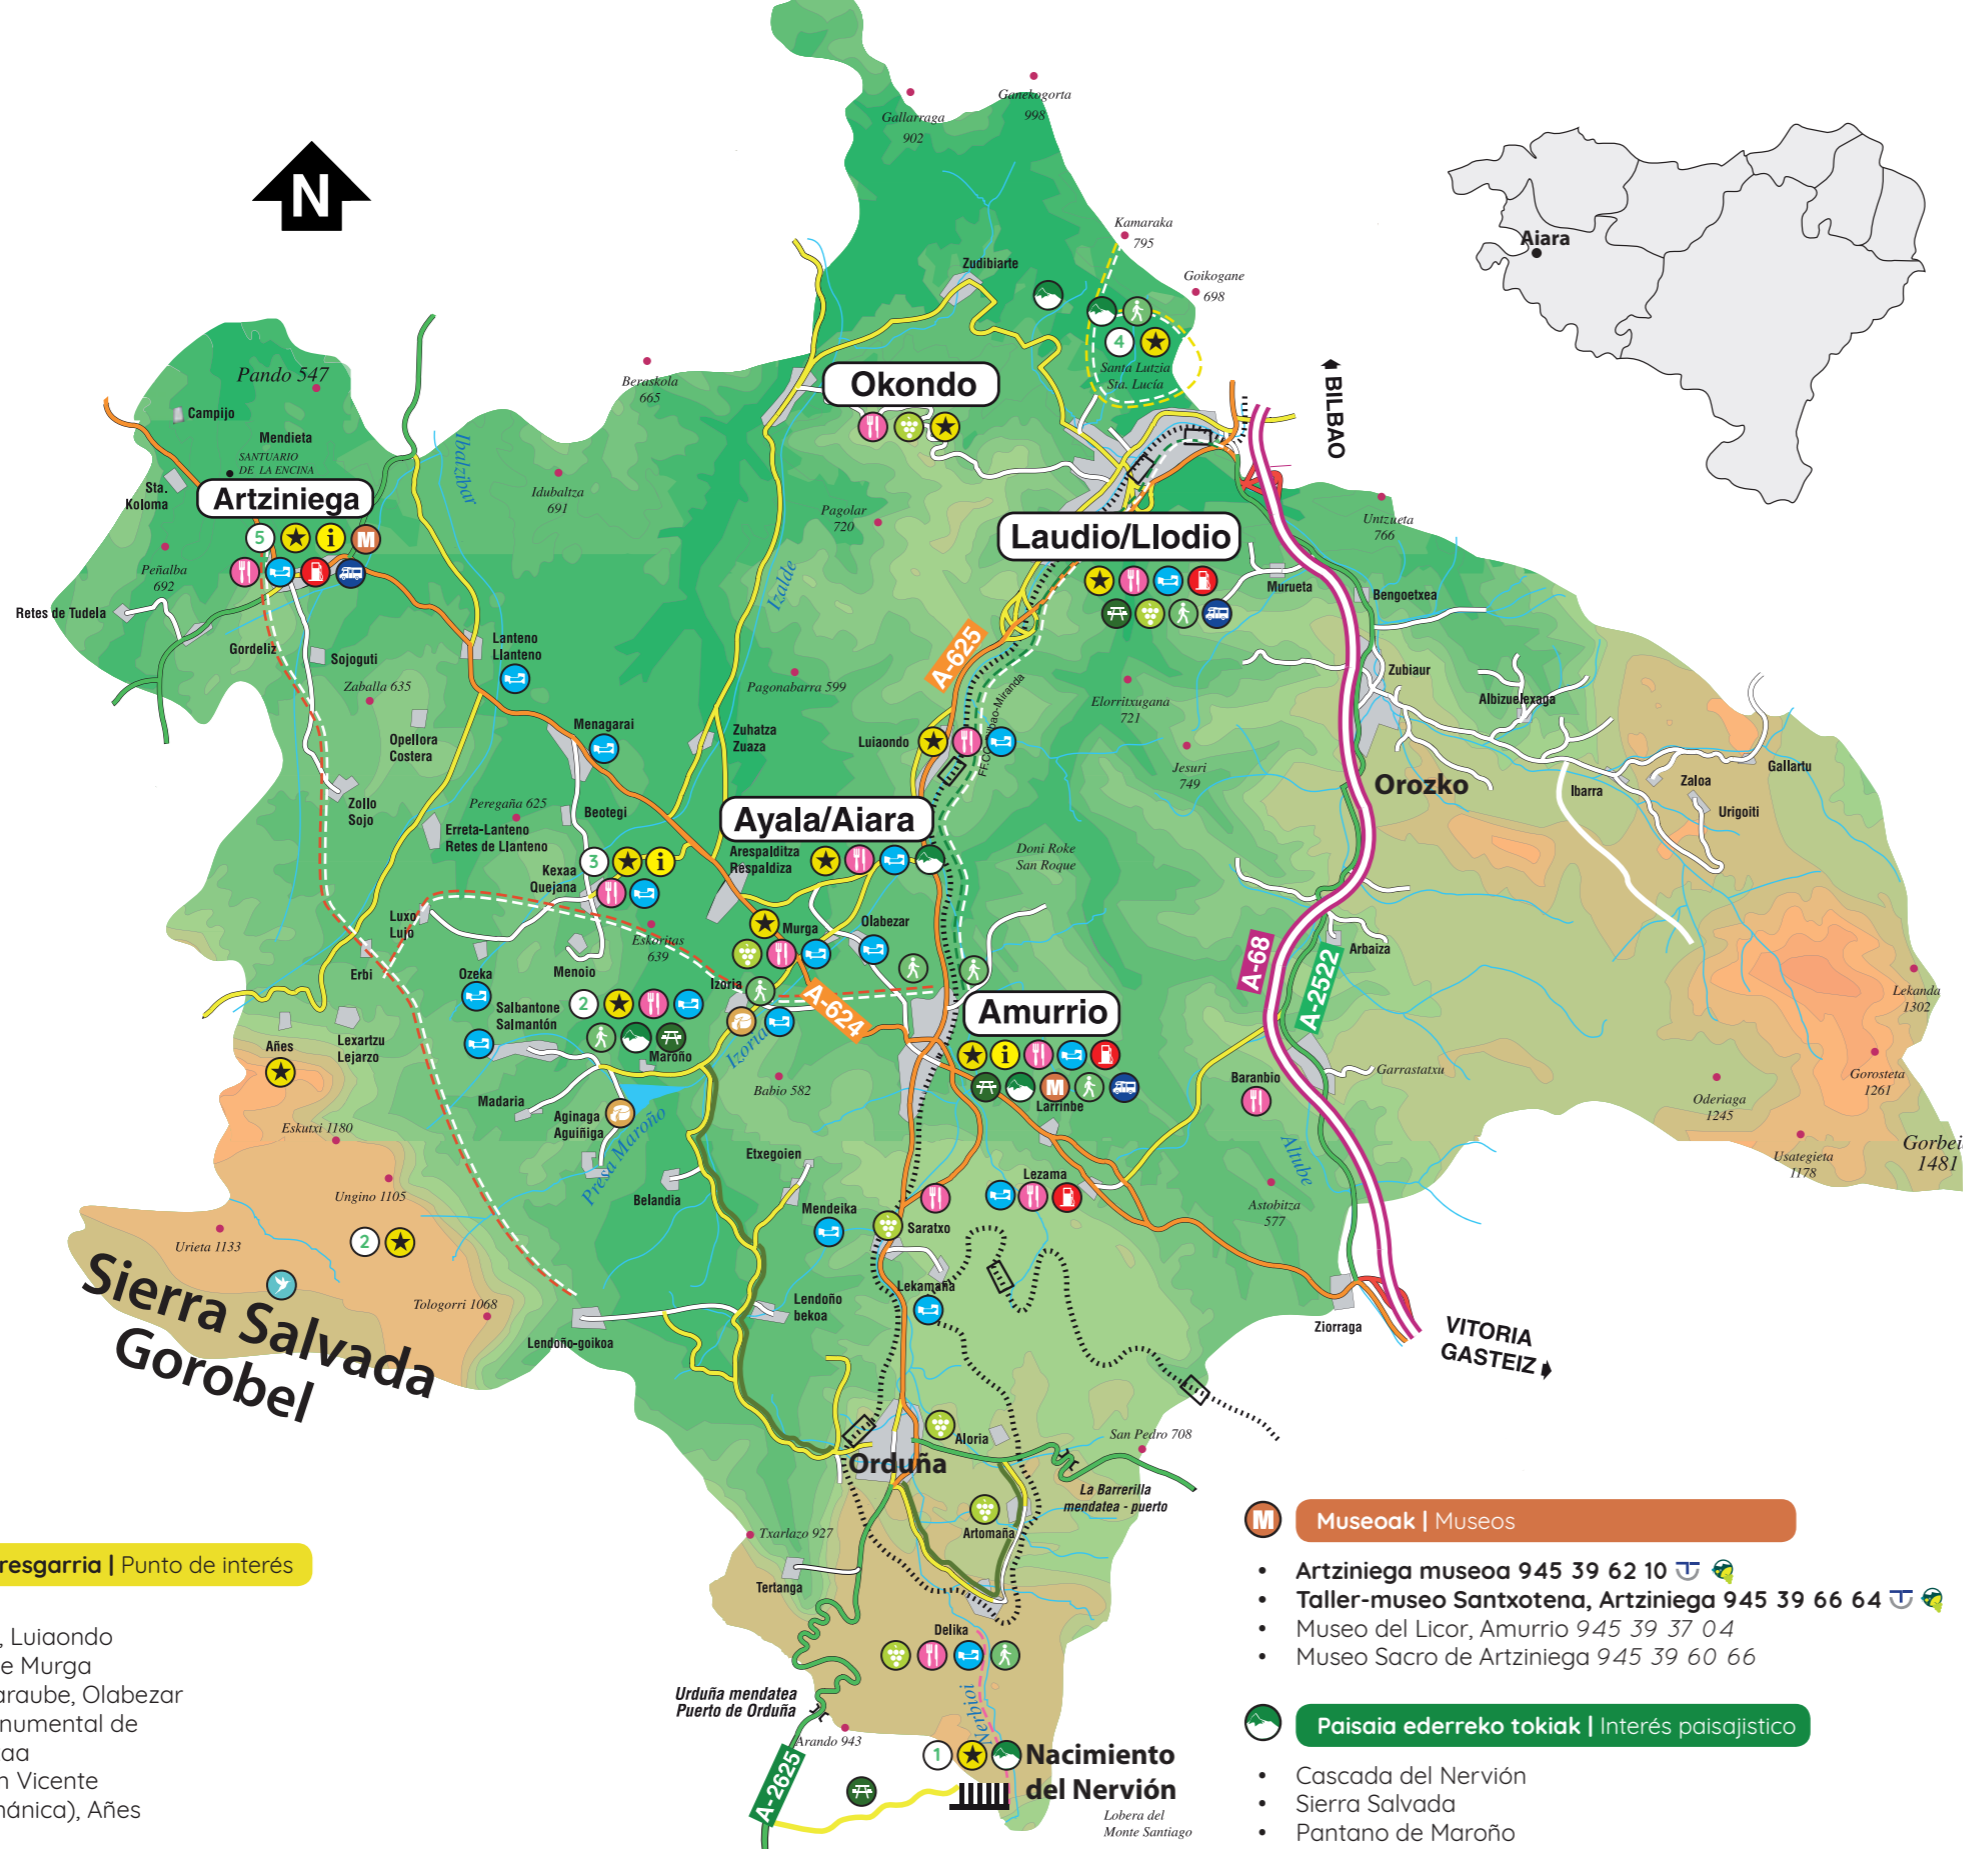 N
Gallarraga
902
Ganekogorta
998
Kamaraka
795
Goikogane
698
Zudibiarte
4
Santa Lutzia
Sta. Lucía
Aiara
BILBAO
Okondo
Beraskola
665
Pando 547
Campijo
Mendieta
SANTUARIO
DE LA ENCINA
Sta.
Koloma
Artziniega
5
i
M
Peñalba
692
Retes de Tudela
Gordeliz
Sojoguti
Zaballa 635
Ibalzibar
Idubaltza
691
Pagolar
720
Izalde
Laudio/Llodio
Untzueta
766
Murueta
Bengoetxea
Lanteno
Llanteno
A-625
FF.CC. Bilbao-Miranda
Pagonabarra 599
Elorritxugana
721
Zubiaur
Albizuelexaga
Opellora
Costera
Menagarai
Zuhatza
Zuaza
Luiaondo
Jesuri
749
Orozko
Ibarra
Zaloa
Gallartu
Urigoiti
Zollo
Sojo
Peregaña 625
Beotegi
Erreta-Lanteno
Retes de Llanteno
Ayala/Aiara
Arespalditza
Respaldiza
Doni Roke
San Roque
Kexaa
Quejana
3
i
Luxo
Lujo
Eskoritas
639
Murga
Olabezar
Erbi
Menoio
Ozeka
Izoria
A-68
A-2522
Arbaiza
Lekanda
1302
Salbantone
Salmantón
2
A-624
Amurrio
i
M
Larrinbe
Izoria
Maroño
Añes
Lexartzu
Lejarzo
Babio 582
Baranbio
Garrastatxu
Gorosteta
1261
Oderiaga
1245
Madaria
Aginaga
Aguiñiga
Presa Maroño
Eskutxi 1180
Etxegoien
Lezama
Altube
Usategieta
1178
Gorbei
1481
Ungino 1105
Belandia
Mendeika
Saratxo
Astobitza
577
Urieta 1133
2
Sierra Salvada
Gorobel
Tologorri 1068
Lekamaña
Lendoño
bekoa
Lendoño-goikoa
Ziorraga
VITORIA
GASTEIZ
Aloria
Orduña
San Pedro 708
La Barrerilla
mendatea - puerto
Txarlazo 927
Artomaña
Tertanga
Delika
Nerbioi
Urduña mendatea
Puerto de Orduña
Arando 943
A-2625
1
Nacimiento
del Nervión
Lobera del
Monte Santiago
resgarria | Punto de interés
, Luiaondo
e Murga
araube, Olabezar
numental de
aa
n Vicente
nánica), Añes
M Museoak | Museos
• Artziniega museoa 945 39 62 10
• Taller-museo Santxotena, Artziniega 945 39 66 64
• Museo del Licor, Amurrio 945 39 37 04
• Museo Sacro de Artziniega 945 39 60 66
Paisaia ederreko tokiak | Interés paisajistico
• Cascada del Nervión
• Sierra Salvada
• Pantano de Maroño